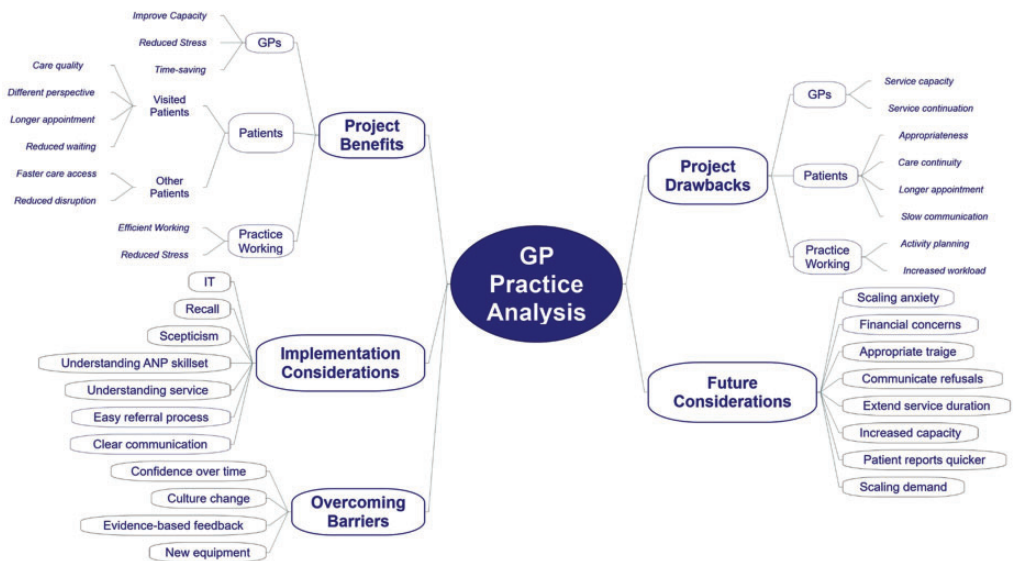 GP
Practice
Analysis
Project
Benefits
GPs
Improve Capacity
Reduced Stress
Time-saving
Patients
Visited
Patients
Care quality
Different perspective
Longer appointment
Reduced waiting
Other
Patients
Faster care access
Reduced disruption
Practice
Working
Efficient Working
Reduced Stress
Implementation
Considerations
IT
Recall
Scepticism
Understanding ANP skillset
Understanding service
Easy referral process
Clear communication
Overcoming
Barriers
Confidence over time
Culture change
Evidence-based feedback
New equipment
Project
Drawbacks
GPs
Service capacity
Service continuation
Patients
Appropriateness
Care continuity
Longer appointment
Slow communication
Practice
Working
Activity planning
Increased workload
Future
Considerations
Scaling anxiety
Financial concerns
Appropriate traige
Communicate refusals
Extend service duration
Increased capacity
Patient reports quicker
Scaling demand